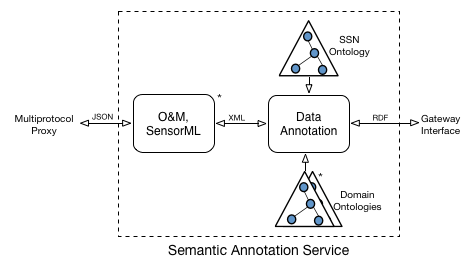 SSN
Ontology
Multiprotocol
Proxy
JSON
O&M,
SensorML
*
XML
Data
Annotation
RDF
Gateway
Interface
*
Domain
Ontologies
Semantic Annotation Service